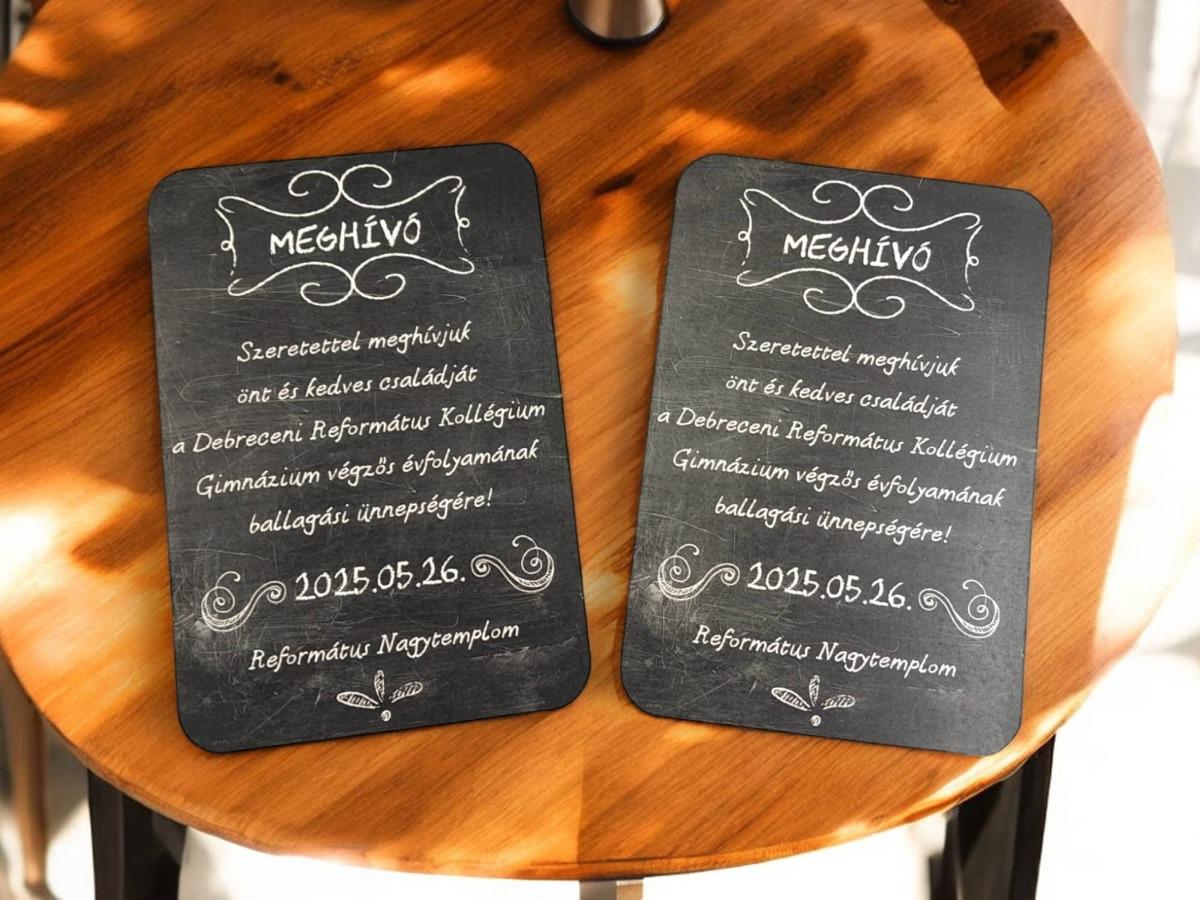 MEGHÍVÓ
Szeretettel meghívjuk
önt és kedves családját
a Debreceni Református Kollégium
Gimnázium végzős évfolyamának
ballagási ünnepségére!
2025.05.26.
Református Nagytemplom
MEGHÍVÓ
Szeretettel meghívjuk
önt és kedves családját
a Debreceni Református Kollégium
Gimnázium végzős évfolyamának
ballagási ünnepségére!
2025.05.26.
Református Nagytemplom